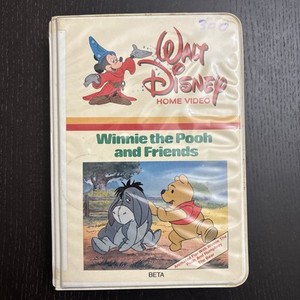 Walt
Disney
HOME VIDEO
Winnie the Pooh
and Friends
BETA